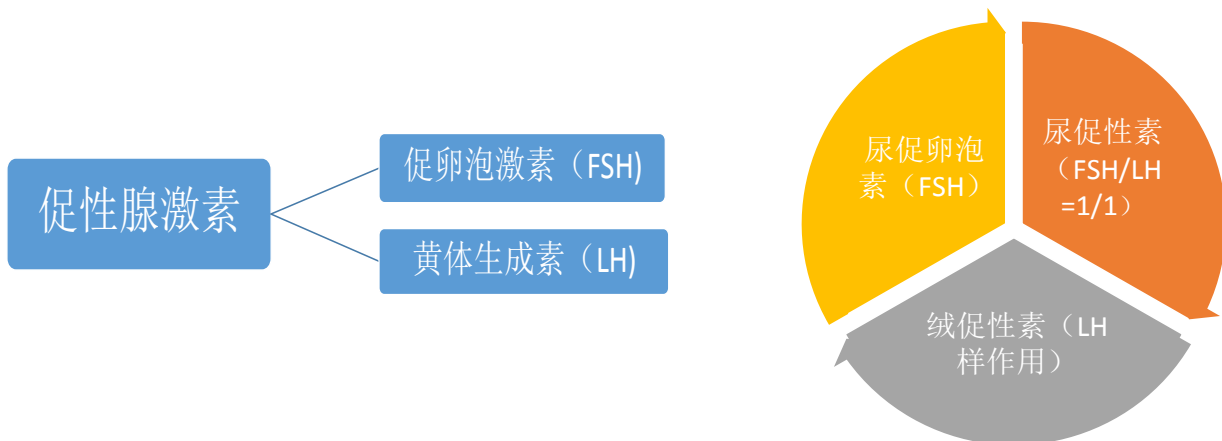 促性腺激素
促卵泡激素（FSH)
黄体生成素（LH)
尿促卵泡
素（FSH）
尿促性素
（FSH/LH
=1/1）
绒促性素（LH
样作用）